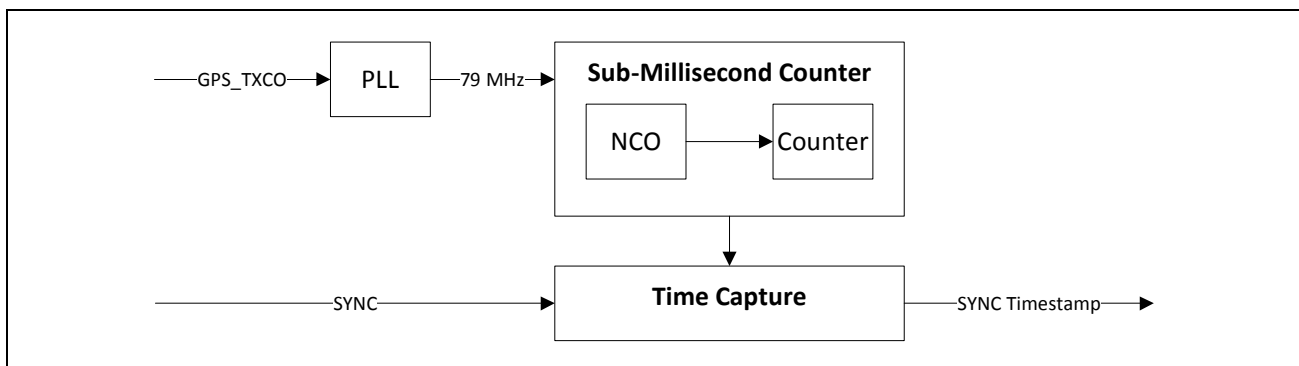 Sub-Millisecond Counter
GPS_TXCO
PLL
79 MHz
NCO
Counter
SYNC
Time Capture
SYNC Timestamp